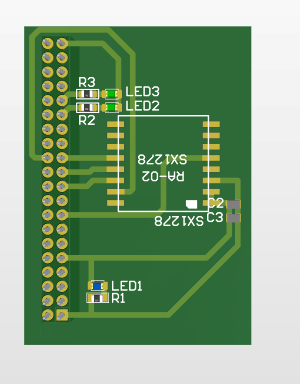 R3
LED3
LED2
R2
SX1278
RA-02
C2
C3
SX1278
LED1
R1